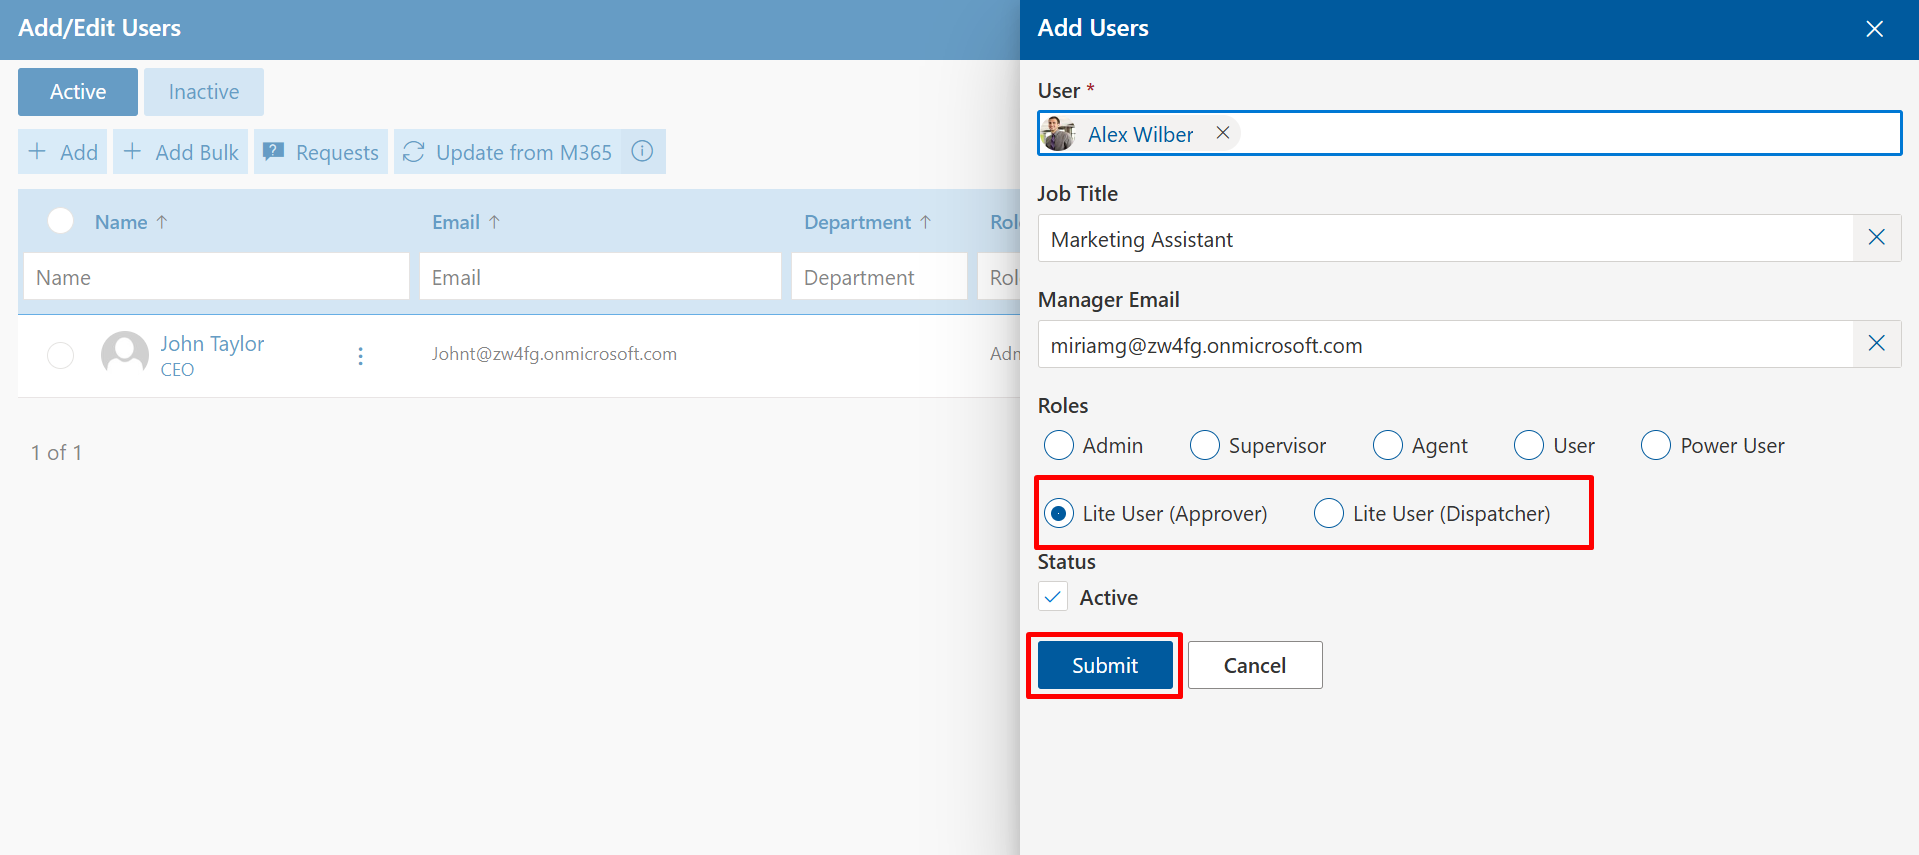 Add/Edit Users
Active Inactive
Add Add Bulk Requests Update from M365
Name Email Department Rol
Name Email Department Rol
John Taylor
CEO
Johnt@zw4fg.onmicrosoft.com
Adm
1 of 1
Add Users
User *
Alex Wilber
Job Title
Marketing Assistant
Manager Email
miriamg@zw4fg.onmicrosoft.com
Roles
Admin Supervisor Agent User Power User
Lite User (Approver) Lite User (Dispatcher)
Status
Active
Submit Cancel